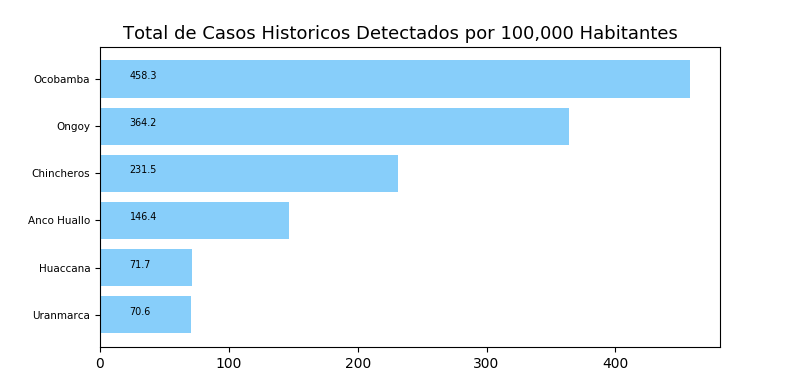 Total de Casos Historicos Detectados por 100,000 Habitantes
Ocobamba 458.3
Ongoy 364.2
Chincheros 231.5
Anco Huallo 146.4
Huaccana 71.7
Uranmarca 70.6
0 100 200 300 400